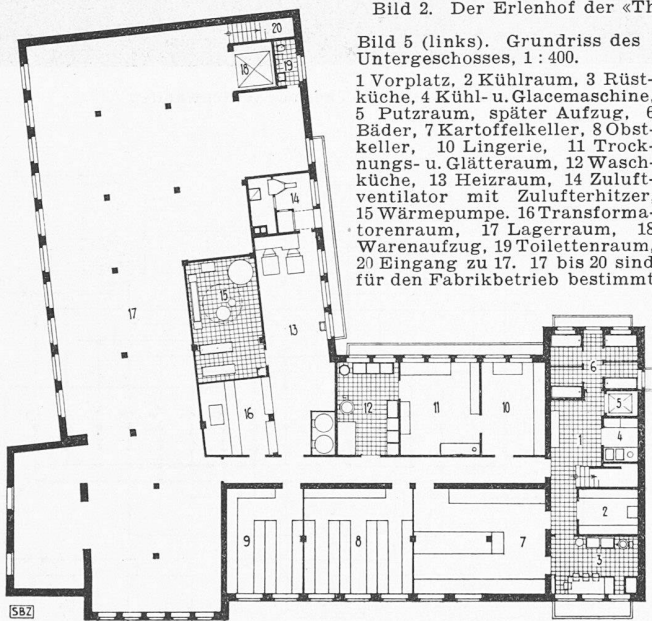 Bild 2. Der Erlenhof der «Th
Bild 5 (links). Grundriss des
Untergeschosses, 1 : 400.
1 Vorplatz, 2 Kühlraum, 3 Rüst-
küche, 4 Kühl- u. Glacemaschine,
5 Putzraum, später Aufzug, 6
Bäder, 7 Kartoffelkeller, 8 Obst-
keller, 10 Lingerie, 11 Trock-
nungs- u. Glätteraum, 12 Wasch-
küche, 13 Heizraum, 14 Zuluft-
ventilator mit Zulufterhitzer,
15 Wärmepumpe. 16 Transforma-
torenraum, 17 Lagerraum, 18
Warenaufzug, 19 Toilettenraum,
20 Eingang zu 17. 17 bis 20 sind
für den Fabrikbetrieb bestimmt
20
18
19
14
15
13
17
16
12
11
10
6
5
1
4
2
3
9
8
7
SBZ